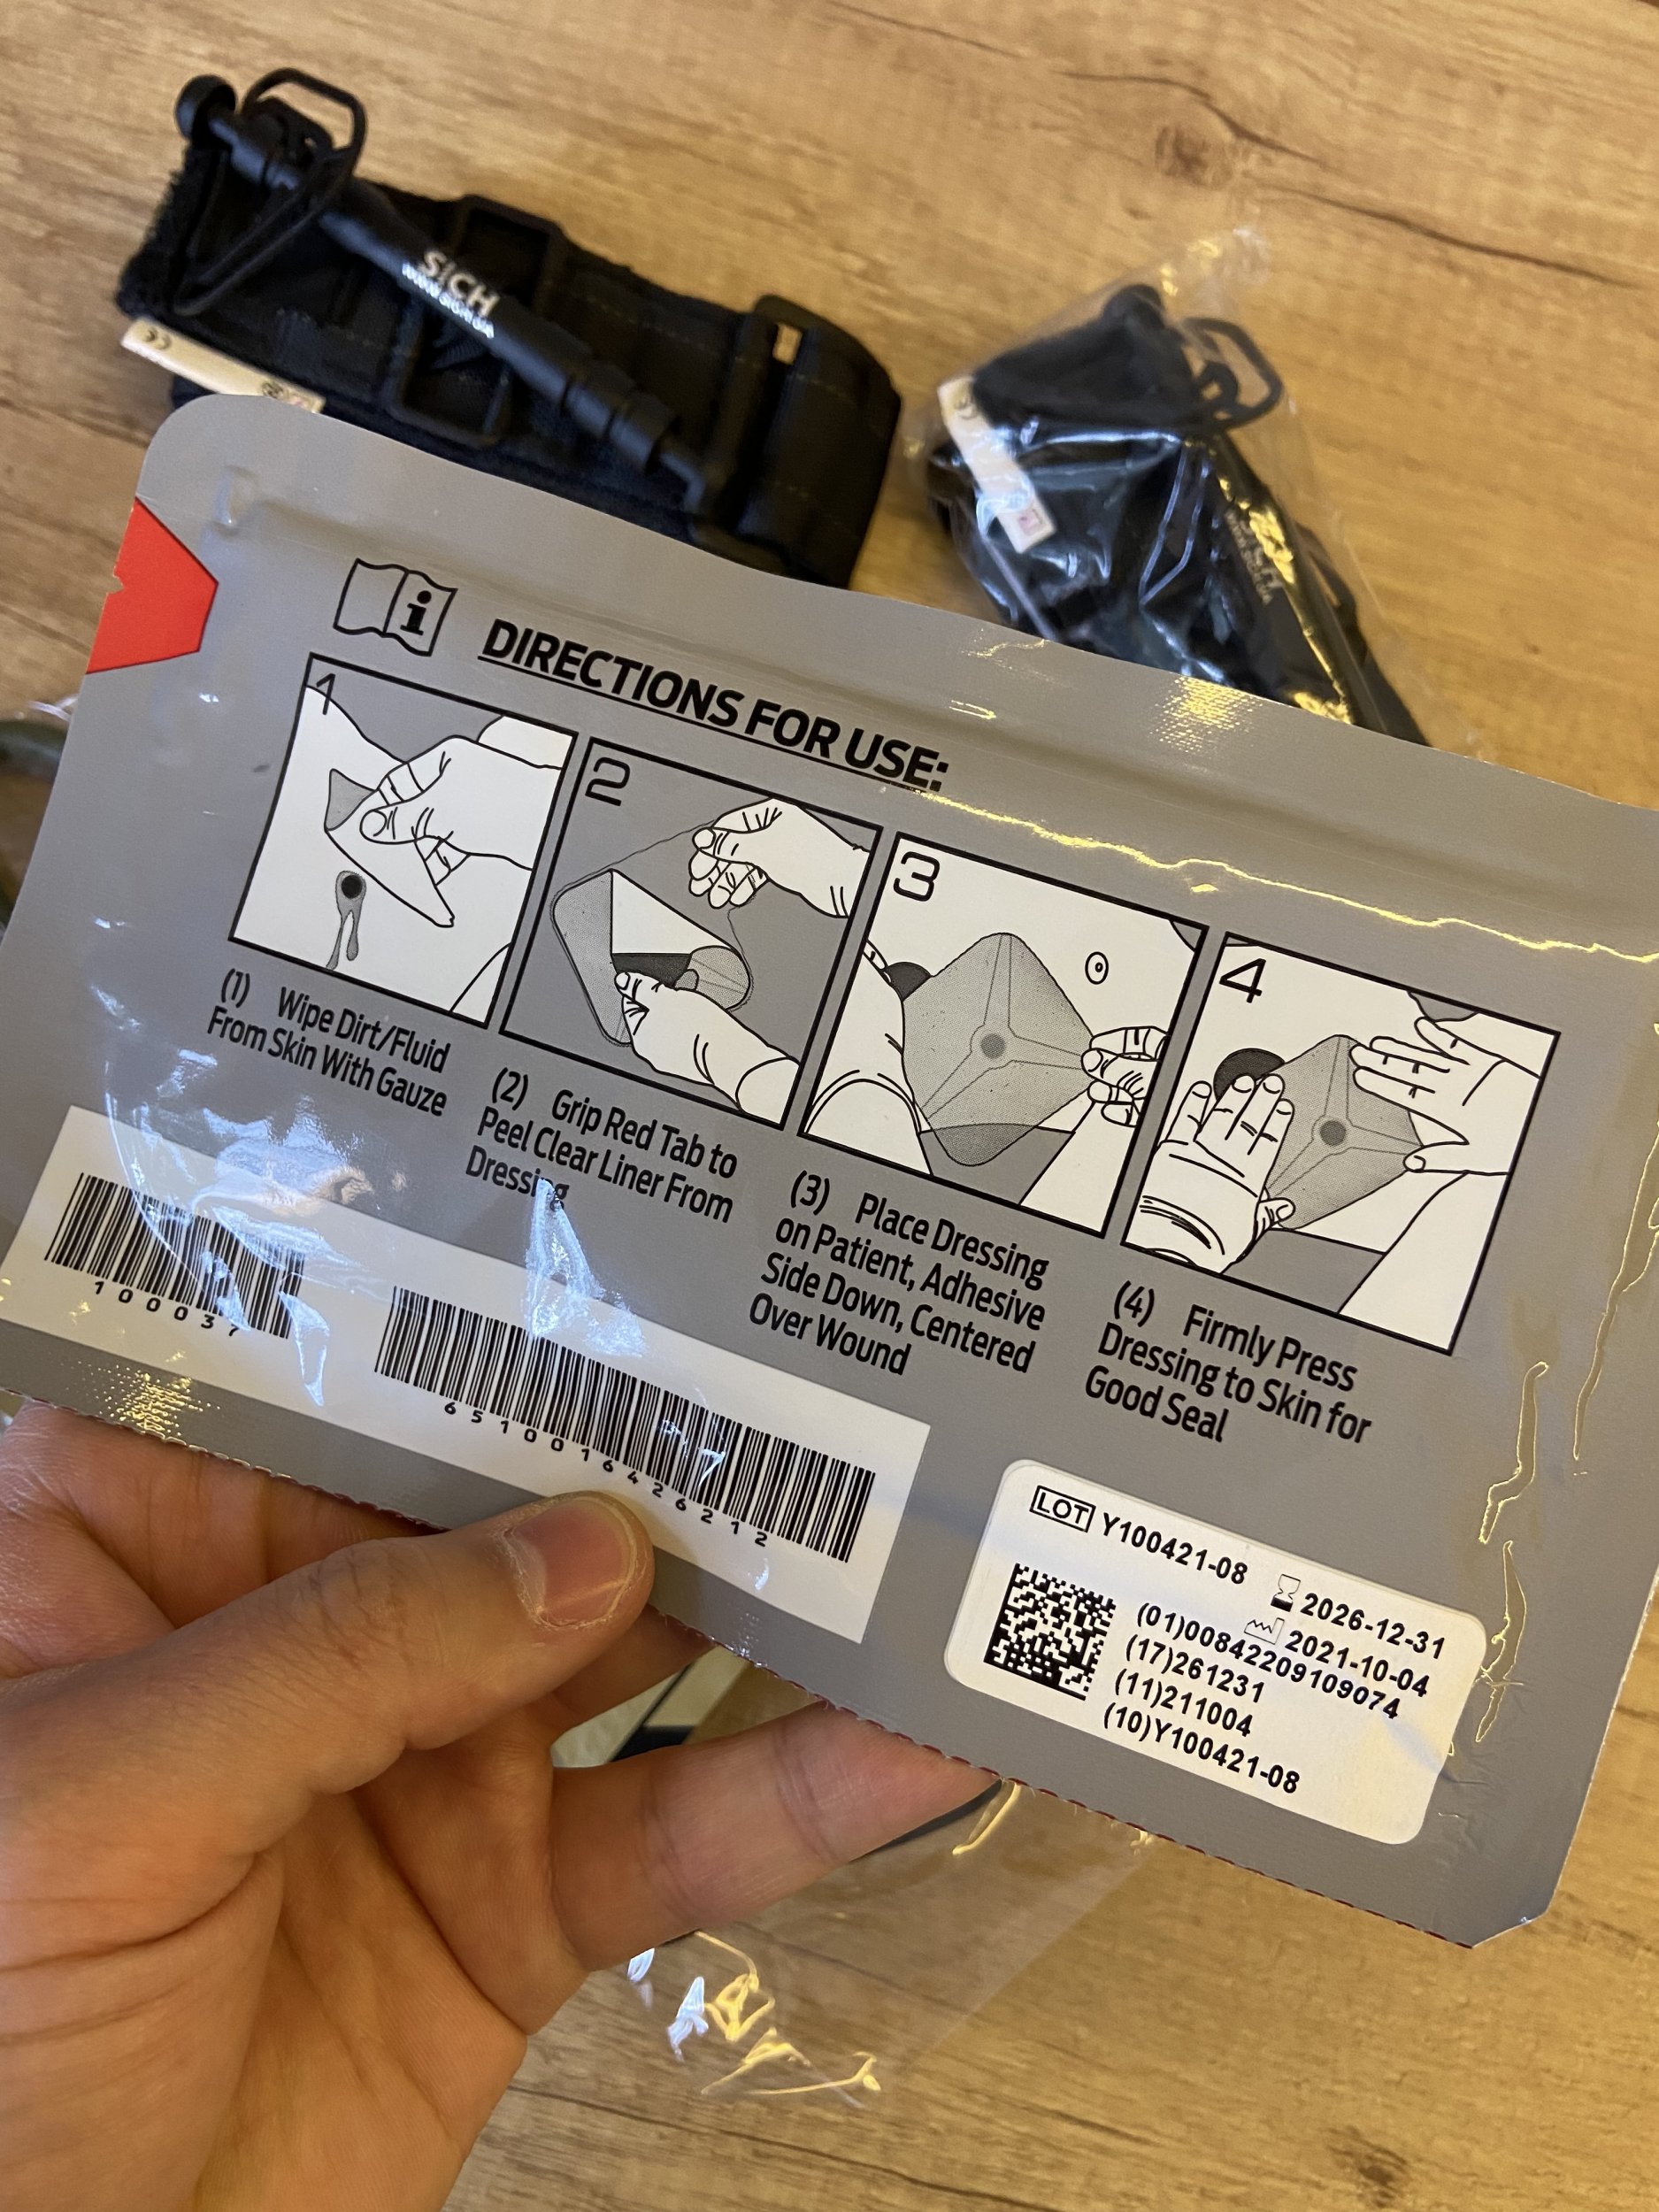 SICH
DIRECTIONS FOR USE:
1
2
3
4
(1) Wipe Dirt/Fluid
From Skin With Gauze
(2) Grip Red Tab to
Peel Clear Liner From
Dressing
(3) Place Dressing
on Patient, Adhesive
Side Down, Centered
Over Wound
(4) Firmly Press
Dressing to Skin for
Good Seal
100037
6510016426212
LOT Y100421-08
2026-12-31
2021-10-04
(01)00842209109074
(17)261231
(11)211004
(10)Y100421-08